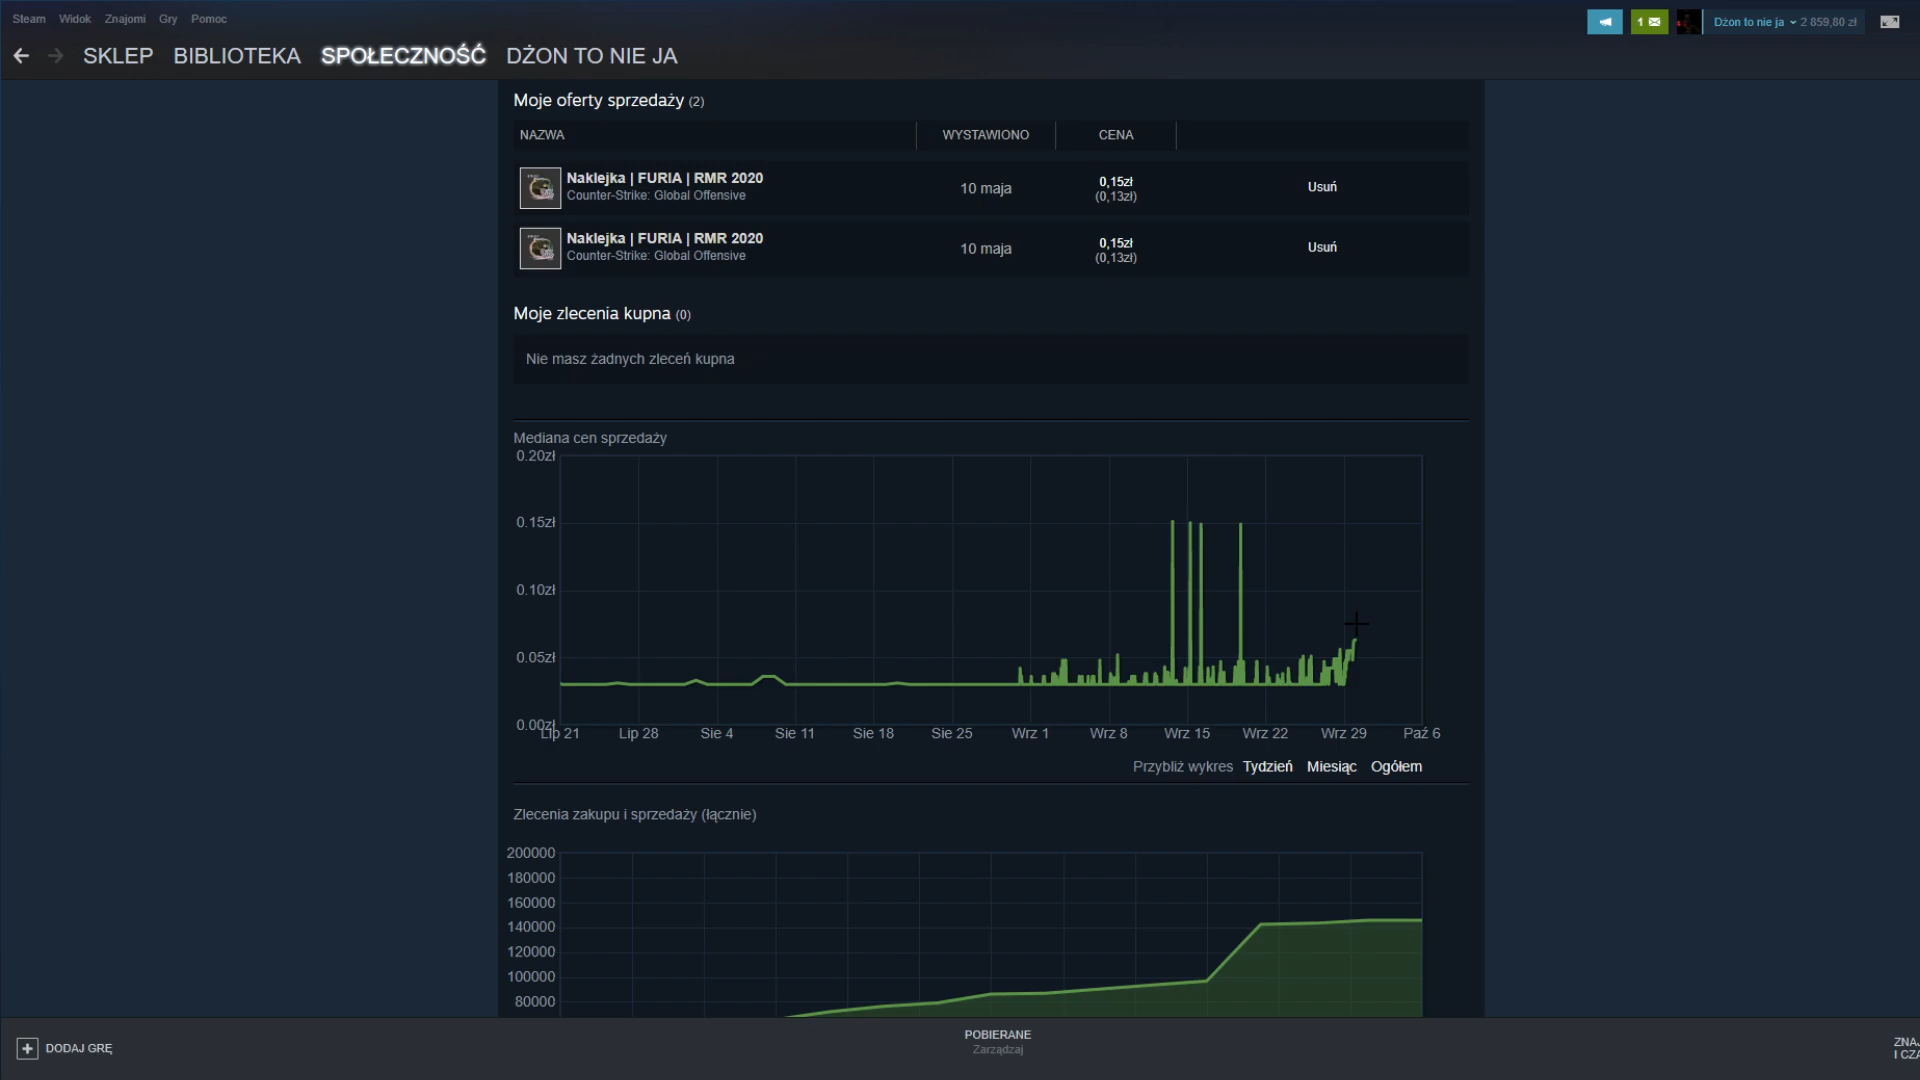 Steam Widok Znajomi Gry Pomoc
1 Dżon to nie ja 2 859,80 zł
SKLEP BIBLIOTEKA SPOŁECZNOŚĆ DŻON TO NIE JA
Moje oferty sprzedaży (2)
NAZWA WYSTAWIONO CENA
Naklejka | FURIA | RMR 2020
Counter-Strike: Global Offensive
10 maja
0,15zł
(0,13zł)
Usuń
Naklejka | FURIA | RMR 2020
Counter-Strike: Global Offensive
10 maja
0,15zł
(0,13zł)
Usuń
Moje zlecenia kupna (0)
Nie masz żadnych zleceń kupna
Mediana cen sprzedaży
0.20zł
0.15zł
0.10zł
0.05zł
0.00zł
Lip 21 Lip 28 Sie 4 Sie 11 Sie 18 Sie 25 Wrz 1 Wrz 8 Wrz 15 Wrz 22 Wrz 29 Paź 6
Przybliż wykres Tydzień Miesiąc Ogółem
Zlecenia zakupu i sprzedaży (łącznie)
200000
180000
160000
140000
120000
100000
80000
DODAJ GRĘ
POBIERANE
Zarządzaj
ZNAJ
I CZA